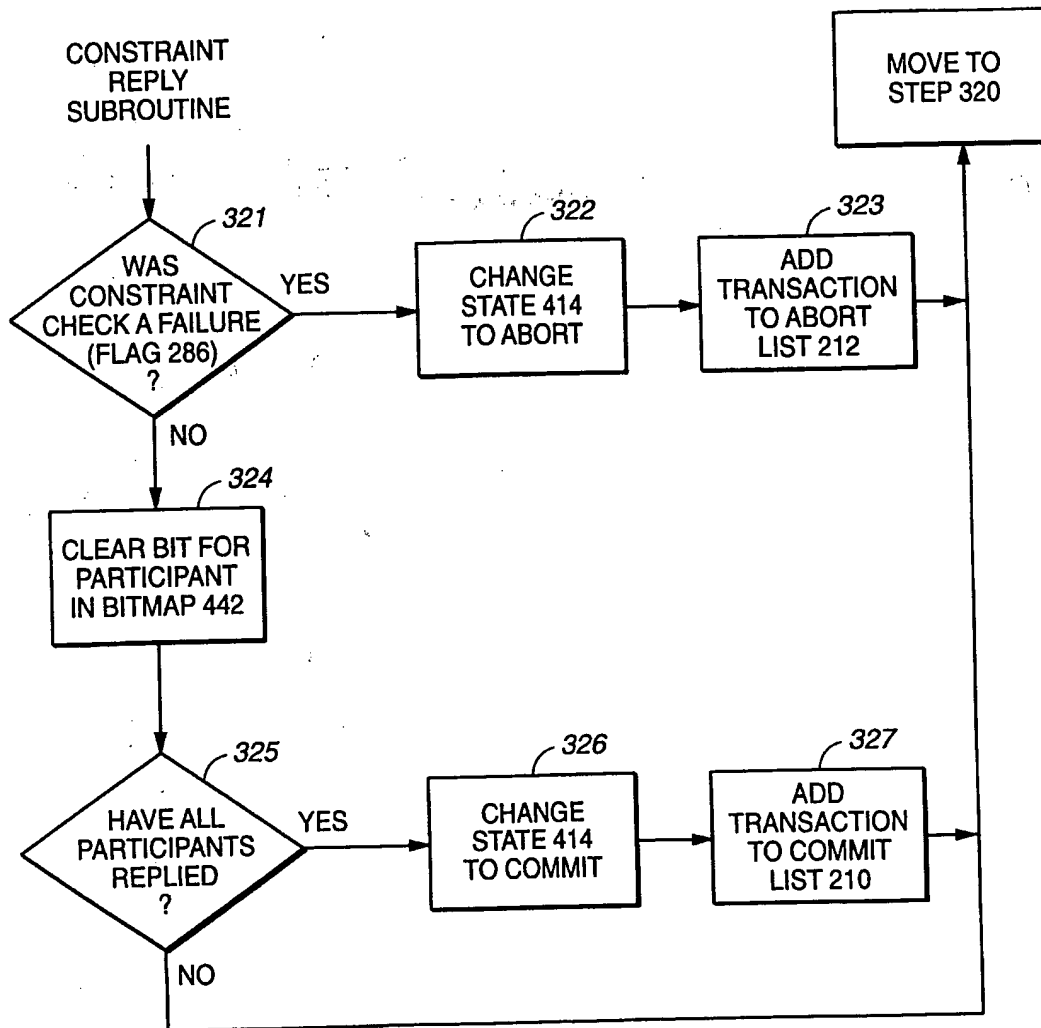 CONSTRAINT
REPLY
SUBROUTINE
MOVE TO
STEP 320
321
WAS
CONSTRAINT
CHECK A FAILURE
(FLAG 286)
?
YES
322
CHANGE
STATE 414
TO ABORT
323
ADD
TRANSACTION
TO ABORT
LIST 212
NO
324
CLEAR BIT FOR
PARTICIPANT
IN BITMAP 442
325
HAVE ALL
PARTICIPANTS
REPLIED
?
YES
326
CHANGE
STATE 414
TO COMMIT
327
ADD
TRANSACTION
TO COMMIT
LIST 210
NO